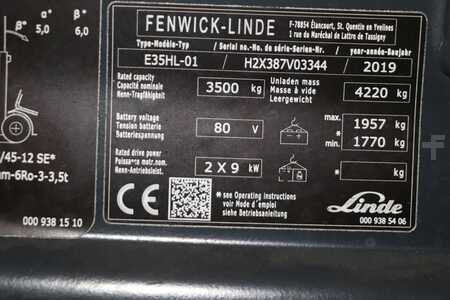 α° β°
β° 5,0 6,0
5,0
/45-12 SE*
m-6Ro-3-3,5t
000 938 15 10
FENWICK-LINDE
F-78854 Élancourt, St. Quentin en Yvelines
1 rue du Maréchal de Lattre de Tassigny
Type-Modèle-Typ / Serial no.-No. de série-Serien-Nr. / year-année-Baujahr
E35HL-01 / H2X387V03344 / 2019
Rated capacity
Capacité nominale
Nenn-Tragfähigkeit
3500 kg
Unladen mass
Masse à vide
Leergewicht
4220 kg
Battery voltage
Tension batterie
Batteriespannung
80 V
max. 1957 kg
*
min. 1770 kg
Rated drive power
Puissance motr.nom.
Nenn-Antriebsleist.
2 X 9 kW
* kg
CE
* see Operating Instructions
voir Mode d'emploi
siehe Betriebsanleitung
Linde
000 938 54 06